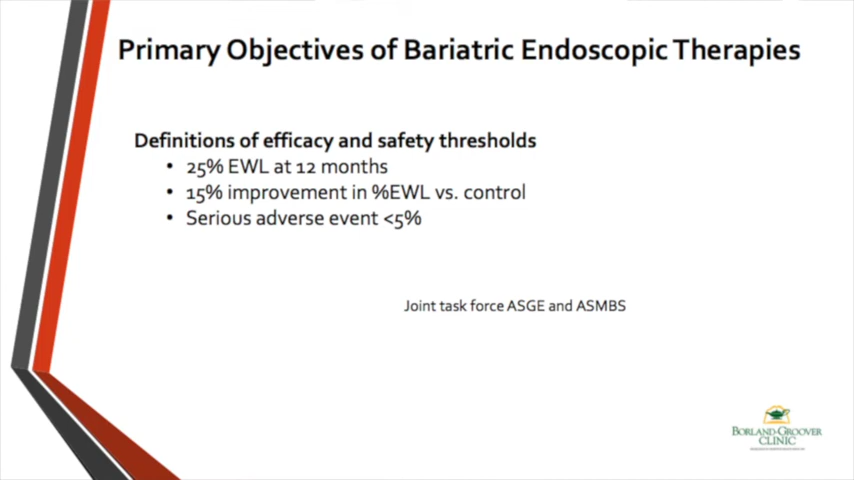 Primary Objectives of Bariatric Endoscopic Therapies
Definitions of efficacy and safety thresholds
• 25% EWL at 12 months
• 15% improvement in %EWL vs. control
• Serious adverse event <5%
Joint task force ASGE and ASMBS
BORLAND-GROOVER
CLINIC